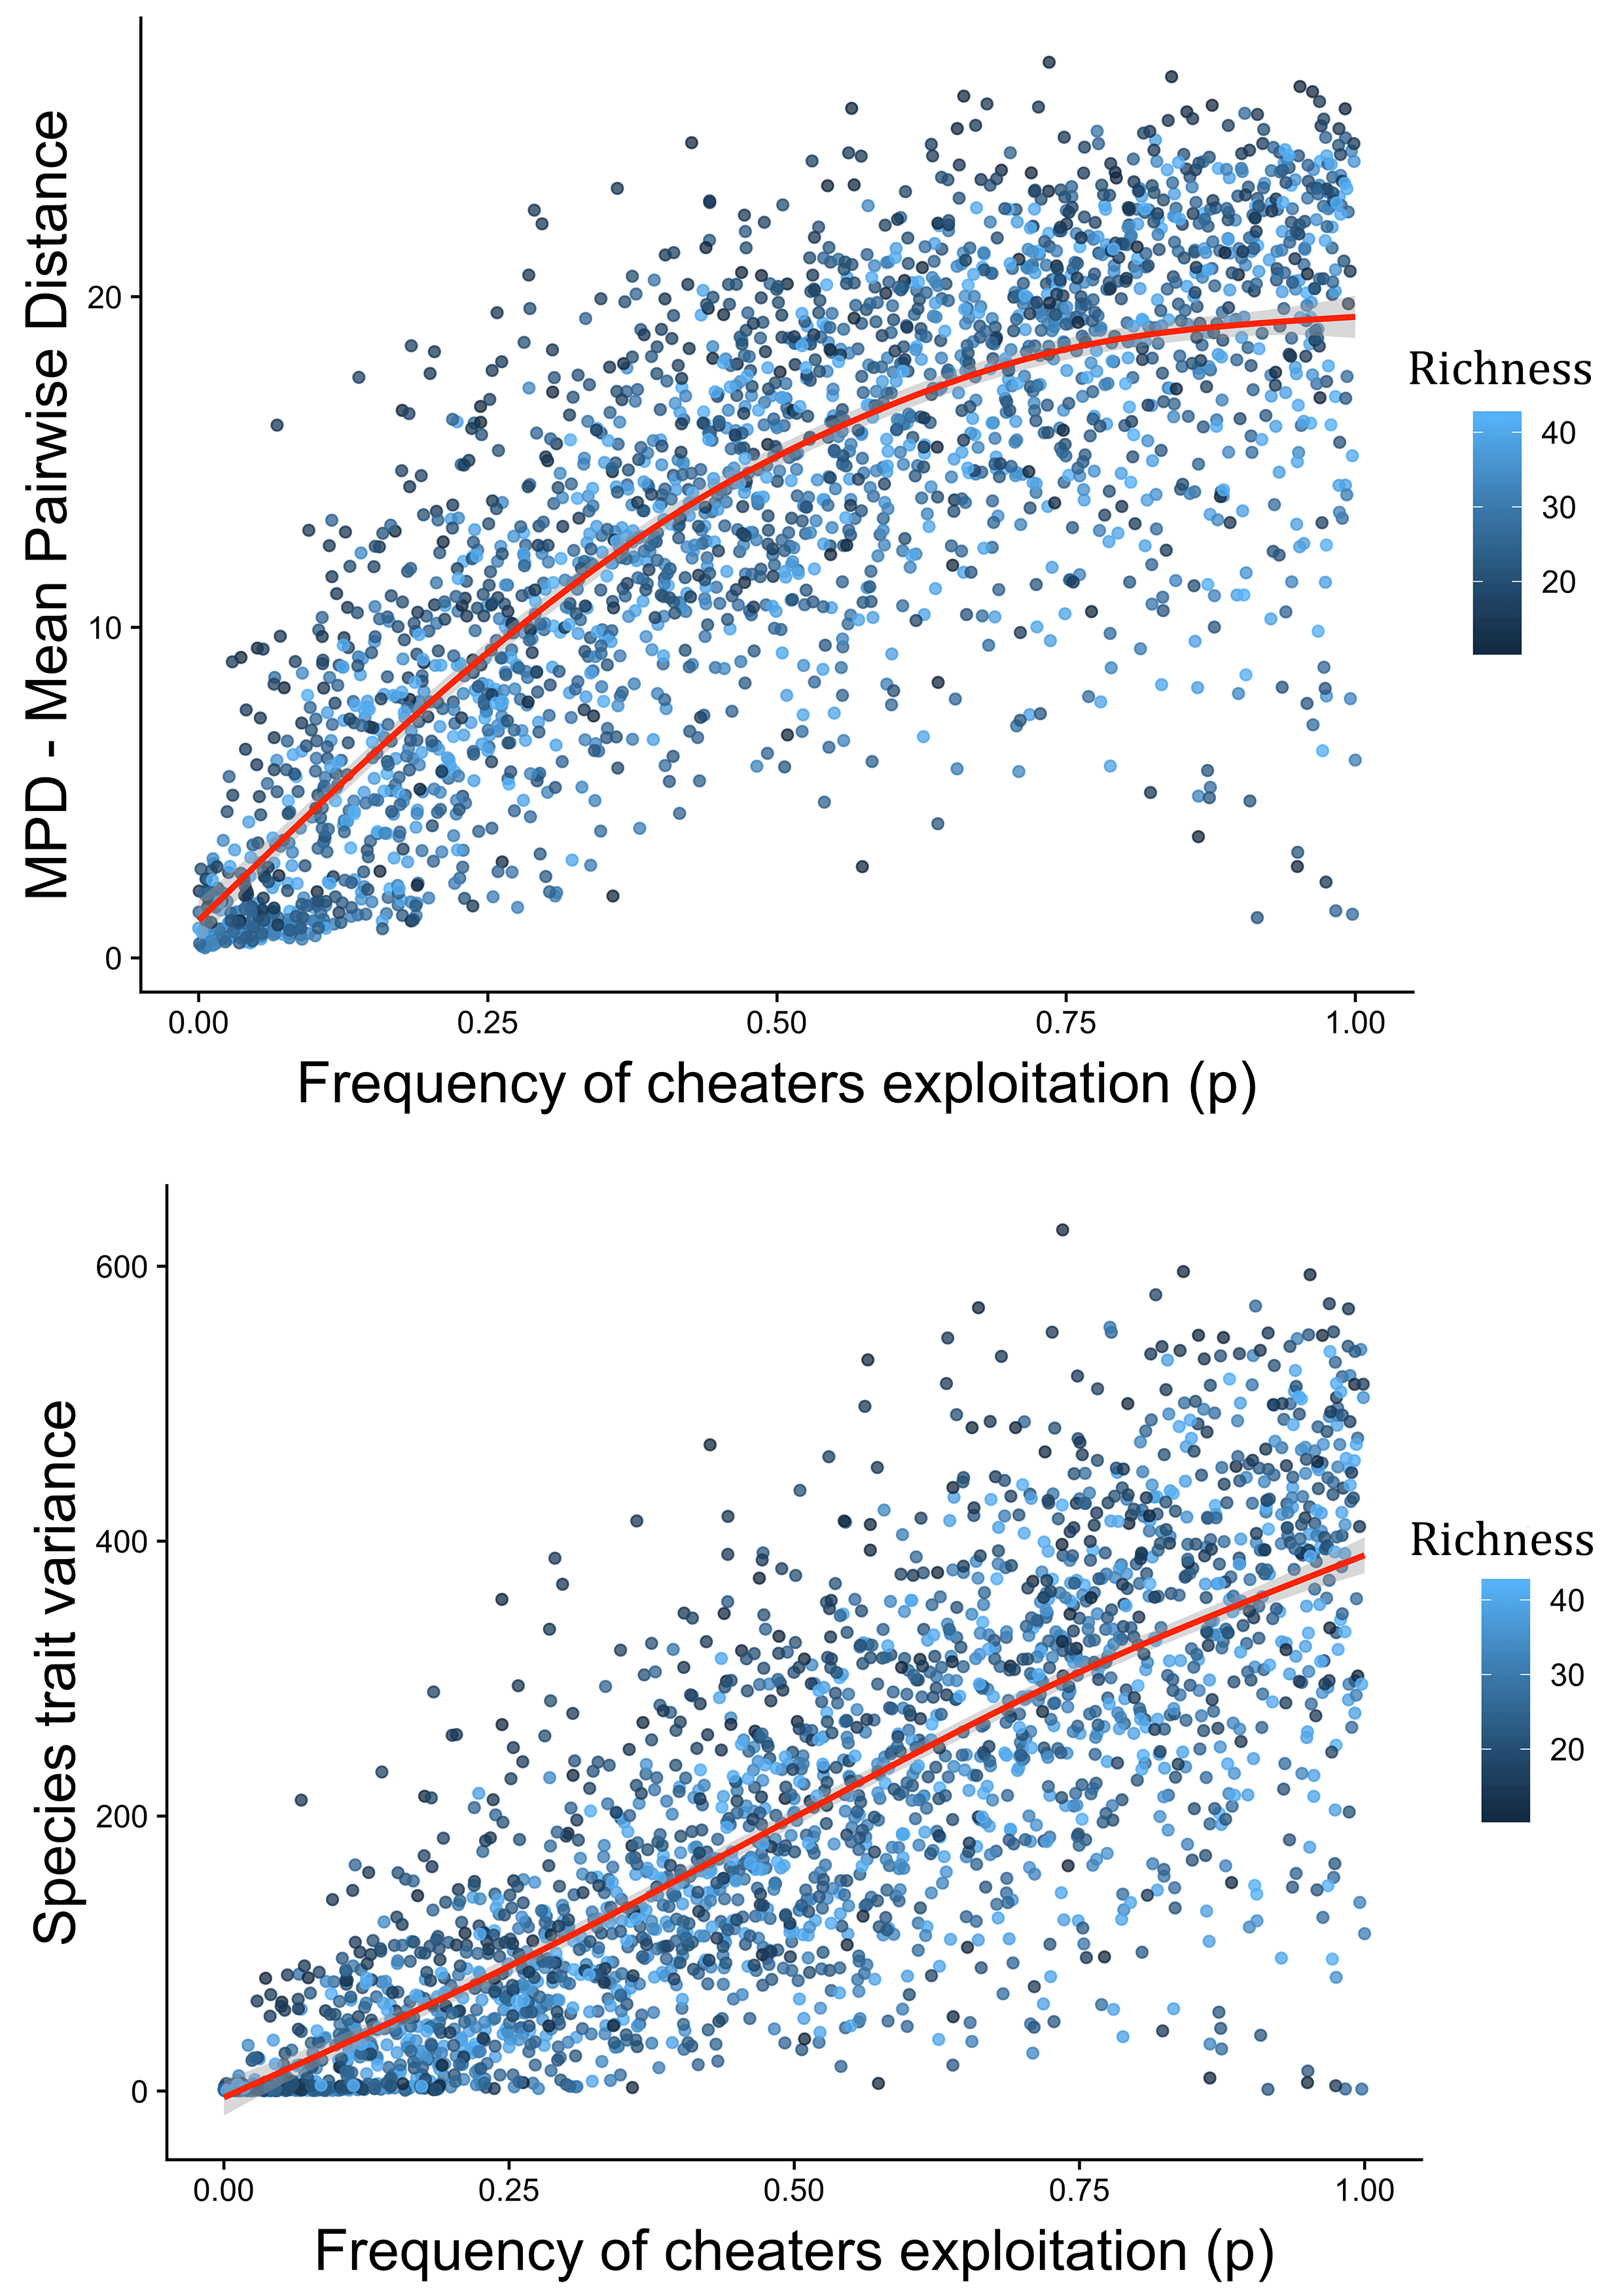 MPD - Mean Pairwise Distance
20
10
0
0.00 0.25 0.50 0.75 1.00
Frequency of cheaters exploitation (p)
Richness
40
30
20
Species trait variance
600
400
200
0
0.00 0.25 0.50 0.75 1.00
Frequency of cheaters exploitation (p)
Richness
40
30
20